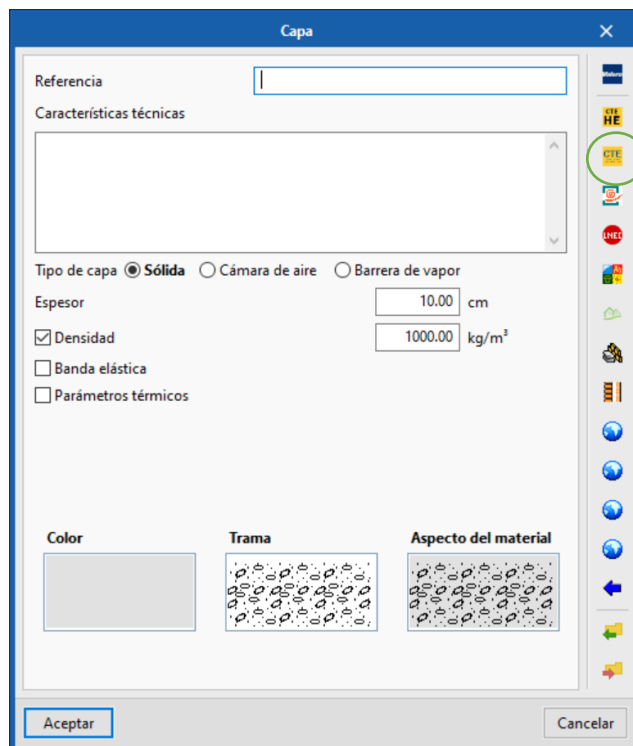 Capa
Referencia
Características técnicas
Tipo de capa Sólida Cámara de aire Barrera de vapor
Espesor 10.00 cm
Densidad 1000.00 kg/m³
Banda elástica
Parámetros térmicos
Color Trama Aspecto del material
Aceptar Cancelar
CTE
HE
CTE
LNEC